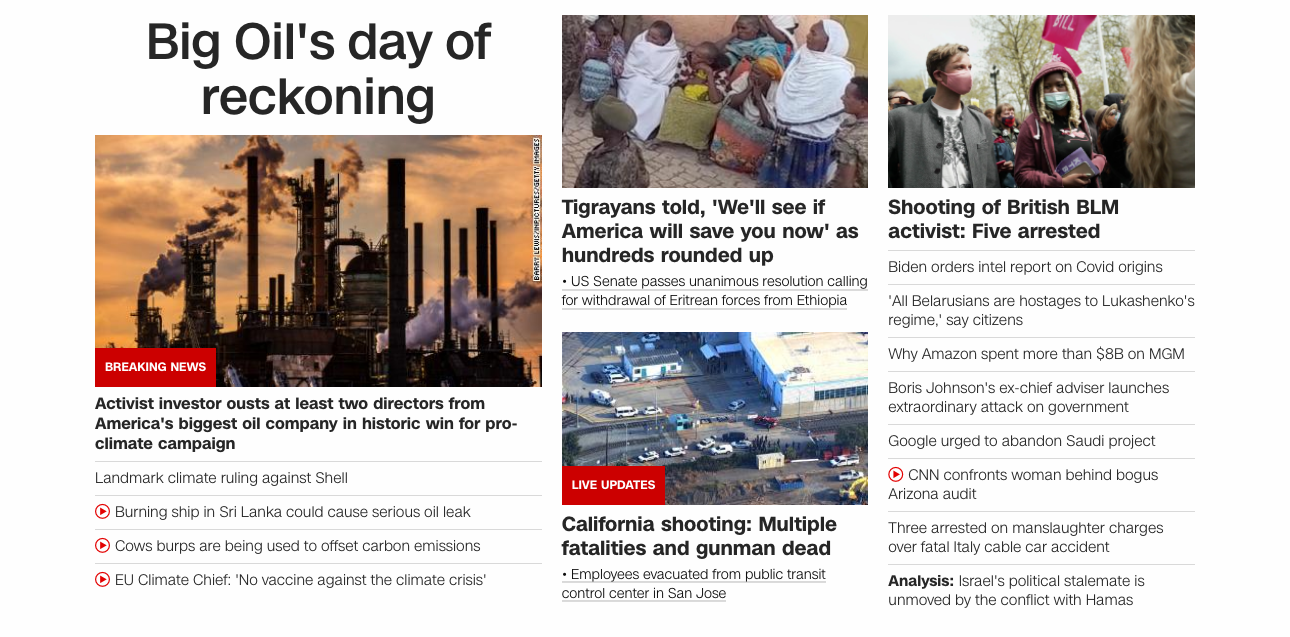 Big Oil's day of
reckoning
BARRY LEWIS/INPICTURES/GETTY IMAGES
BREAKING NEWS
Activist investor ousts at least two directors from
America's biggest oil company in historic win for pro-
climate campaign
Landmark climate ruling against Shell
Burning ship in Sri Lanka could cause serious oil leak
Cows burps are being used to offset carbon emissions
EU Climate Chief: 'No vaccine against the climate crisis'
Tigrayans told, 'We'll see if
America will save you now' as
hundreds rounded up
• US Senate passes unanimous resolution calling
for withdrawal of Eritrean forces from Ethiopia
LIVE UPDATES
California shooting: Multiple
fatalities and gunman dead
• Employees evacuated from public transit
control center in San Jose
BILL
Shooting of British BLM
activist: Five arrested
Biden orders intel report on Covid origins
'All Belarusians are hostages to Lukashenko's
regime,' say citizens
Why Amazon spent more than $8B on MGM
Boris Johnson's ex-chief adviser launches
extraordinary attack on government
Google urged to abandon Saudi project
CNN confronts woman behind bogus
Arizona audit
Three arrested on manslaughter charges
over fatal Italy cable car accident
Analysis: Israel's political stalemate is
unmoved by the conflict with Hamas